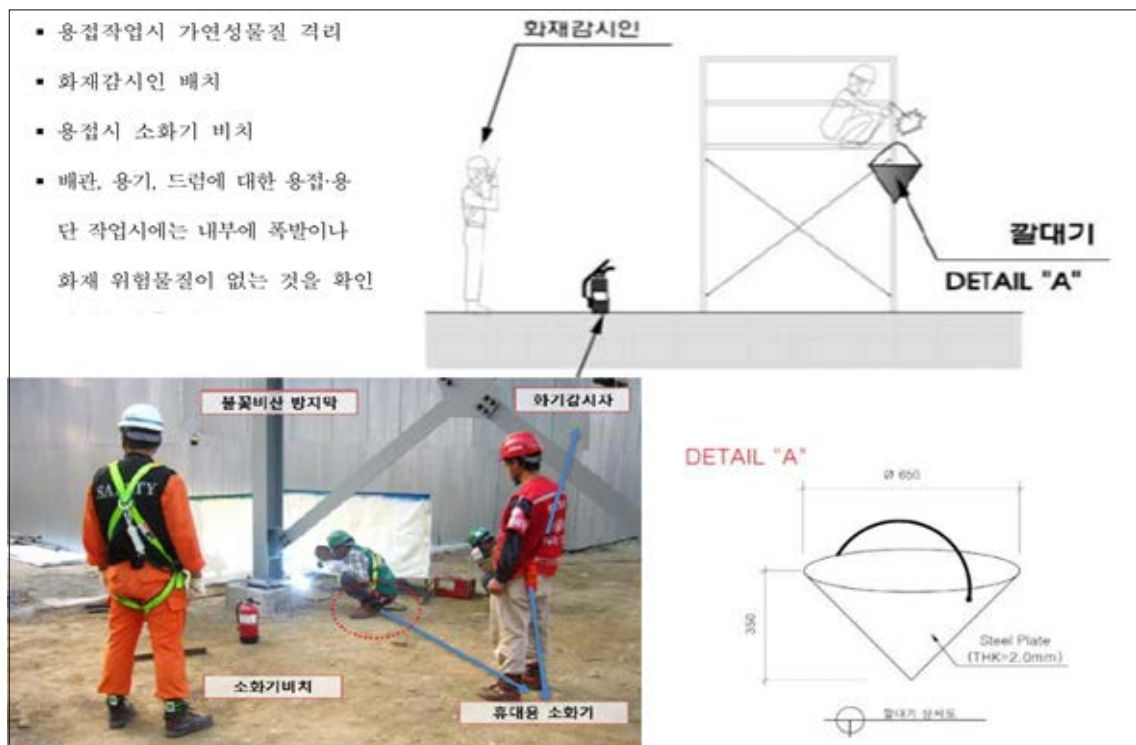 ▪ 용접작업시 가연성물질 격리
▪ 화재감시인 배치
▪ 용접시 소화기 비치
▪ 배관, 용기, 드럼에 대한 용접·용
단 작업시에는 내부에 폭발이나
화재 위험물질이 없는 것을 확인
화재감시인
깔대기
DETAIL "A"
불꽃비산 방지막
화기감시자
SAFETY
소화기비치
휴대용 소화기
DETAIL "A"
Ø 650
350
Steel Plate
(THK=2.0mm)
깔대기 상세도